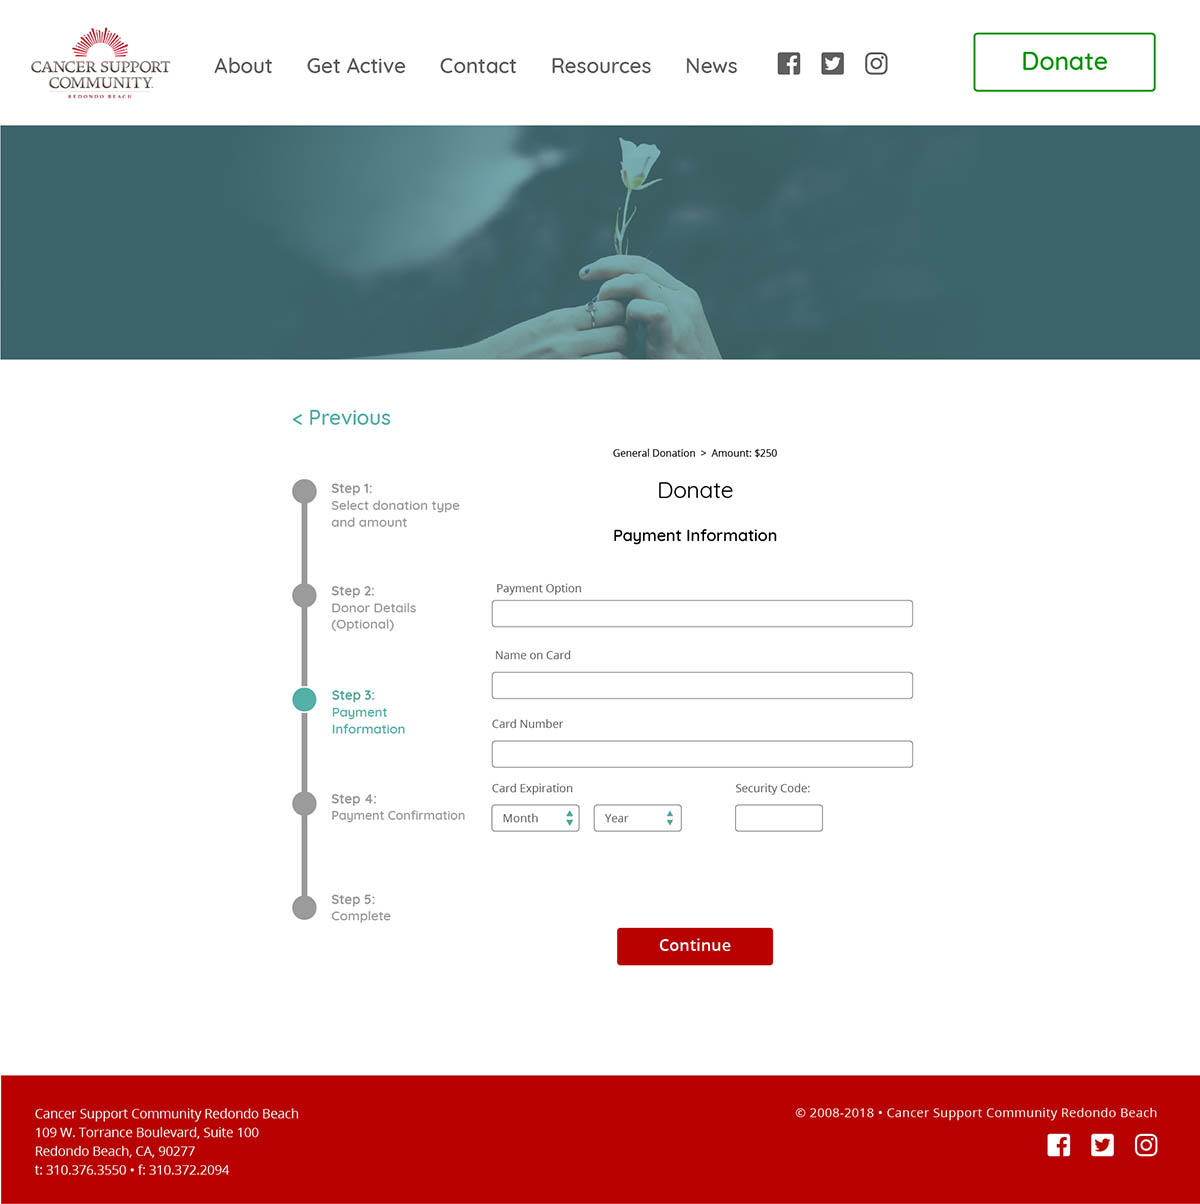 CANCER SUPPORT
COMMUNITY
REDONDO BEACH
About
Get Active
Contact
Resources
News
Donate
< Previous
General Donation > Amount: $250
Donate
Payment Information
Step 1:
Select donation type
and amount
Step 2:
Donor Details
(Optional)
Step 3:
Payment
Information
Step 4:
Payment Confirmation
Step 5:
Complete
Payment Option
Name on Card
Card Number
Card Expiration
Security Code:
Month
Year
Continue
Cancer Support Community Redondo Beach
109 W. Torrance Boulevard, Suite 100
Redondo Beach, CA, 90277
t: 310.376.3550 • f: 310.372.2094
© 2008-2018 • Cancer Support Community Redondo Beach